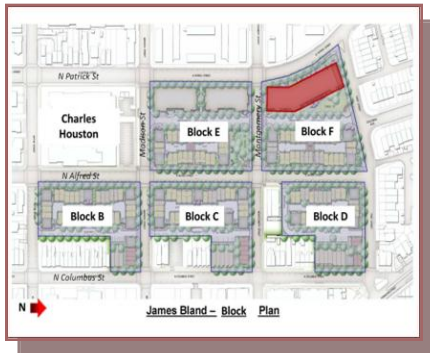 N Patrick St
Charles
Houston
Madison St
Block E
Montgomery St
Block F
N Alfred St
Block B
Block C
Block D
N Columbus St
N
James Bland – Block Plan